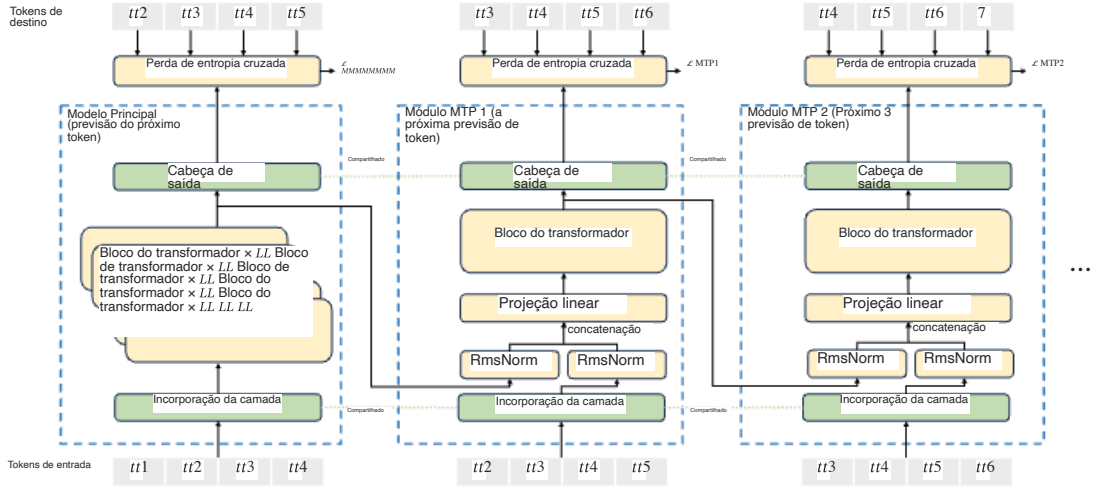 Tokens de
destino
tt2 tt3 tt4 tt5
tt3 tt4 tt5 tt6
tt4 tt5 tt6 7
Perda de entropia cruzada
ℒ
MMMMMMMM
Perda de entropia cruzada
ℒ MTP1
Perda de entropia cruzada
ℒ MTP2
Modelo Principal
(previsão do próximo
token)
Módulo MTP 1 (a
próxima previsão de
token)
Módulo MTP 2 (Próximo 3
previsão de token)
Cabeça de
saída
Compartilhado
Cabeça de
saída
Compartilhado
Cabeça de
saída
Bloco do transformador × LL Bloco
de transformador × LL Bloco de
transformador × LL Bloco do
transformador × LL Bloco do
transformador × LL LL LL
Bloco do transformador
Bloco do transformador
...
Projeção linear
Projeção linear
concatenação
concatenação
RmsNorm RmsNorm
RmsNorm RmsNorm
Incorporação da camada
Compartilhado
Incorporação da camada
Compartilhado
Incorporação da camada
Tokens de entrada
tt1 tt2 tt3 tt4
tt2 tt3 tt4 tt5
tt3 tt4 tt5 tt6